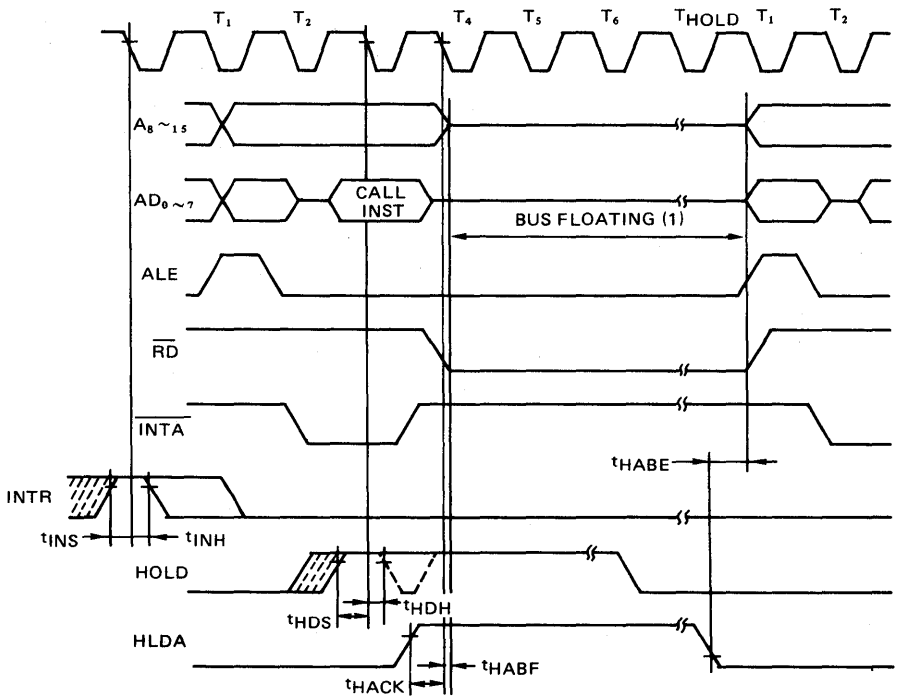 T₁ T₂ T₄ T₅ T₆ T_HOLD T₁ T₂
A₈~₁₅
AD₀~₇ CALL INST
BUS FLOATING (1)
ALE
RD
INTA
tHABE
INTR
tINS tINH
HOLD
tHDS tHDH
HLDA
tHACK tHABF